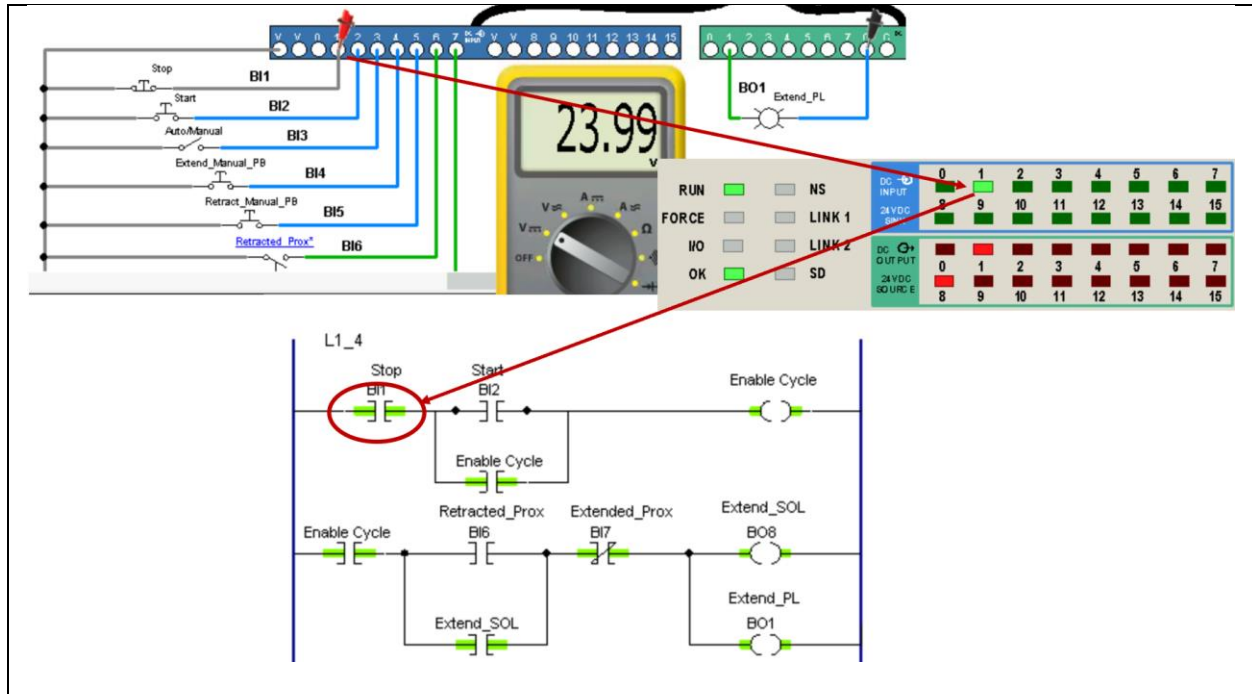 V V 0 1 2 3 4 5 6 7 DC INPUT V V 8 9 10 11 12 13 14 15
0 1 2 3 4 5 6 7 C DC
Stop
BI1
Start
BI2
Auto/Manual
BI3
Extend_Manual_PB
BI4
Retract_Manual_PB
BI5
Retracted_Prox"
BI6
BO1
Extend_PL
23.99
V
OFF
V
V
A
A
Ω
RUN
NS
FORCE
LINK 1
I/O
LINK 2
OK
SD
DC
INPUT
24VDC
0 1 2 3 4 5 6 7
8 9 10 11 12 13 14 15
DC
OUTPUT
24VDC
SOURCE
0 1 2 3 4 5 6 7
8 9 10 11 12 13 14 15
L1_4
Stop
BI1
Start
BI2
Enable Cycle
Enable Cycle
Enable Cycle
Retracted_Prox
BI6
Extended_Prox
BI7
Extend_SOL
BO8
Extend_SOL
Extend_PL
BO1